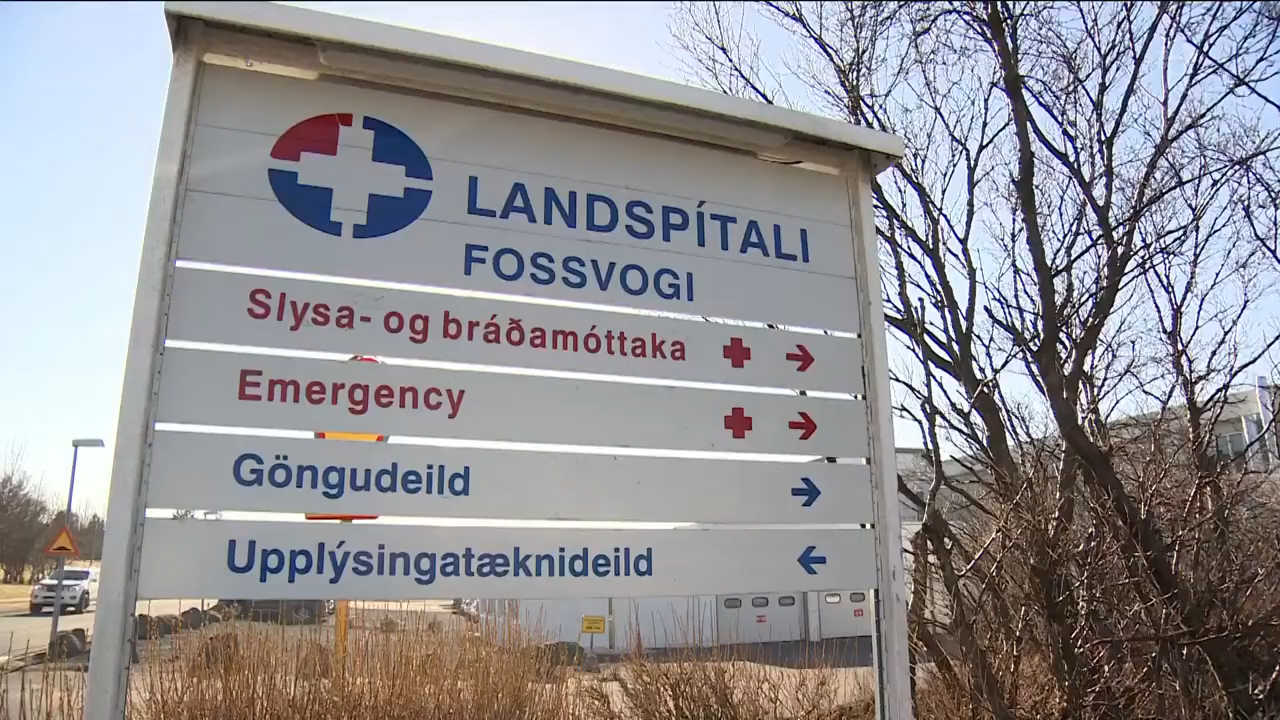 LANDSPÍTALI
FOSSVOGI
Slysa- og bráðamóttaka
Emergency
Göngudeild
Upplýsingatæknideild